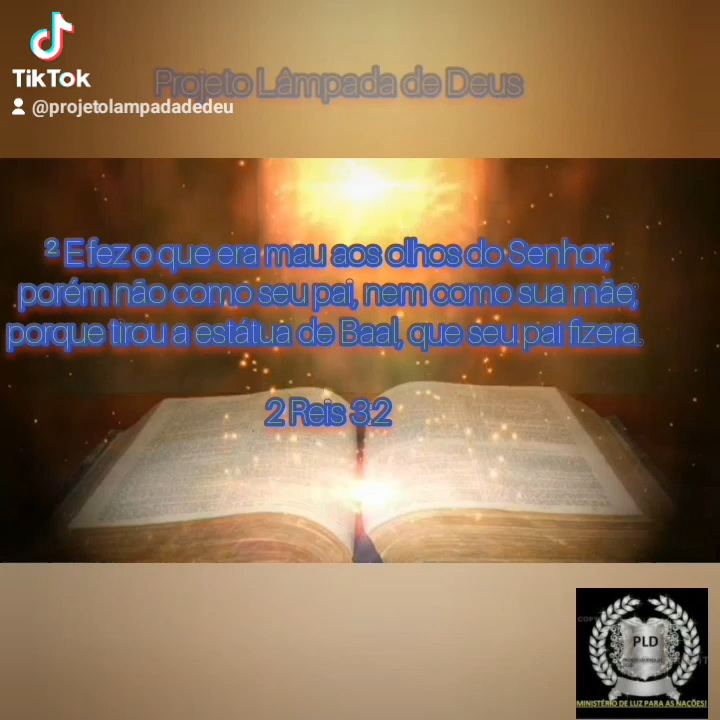 TikTok
@projetolampadadedeu
Projeto Lâmpada de Deus
² E fez o que era mau aos olhos do Senhor;
porém não como seu pai, nem como sua mãe;
porque tirou a estátua de Baal, que seu pai fizera.
2 Reis 3:2
PLD
MINISTÉRIO DE LUZ PARA AS NAÇÕES!